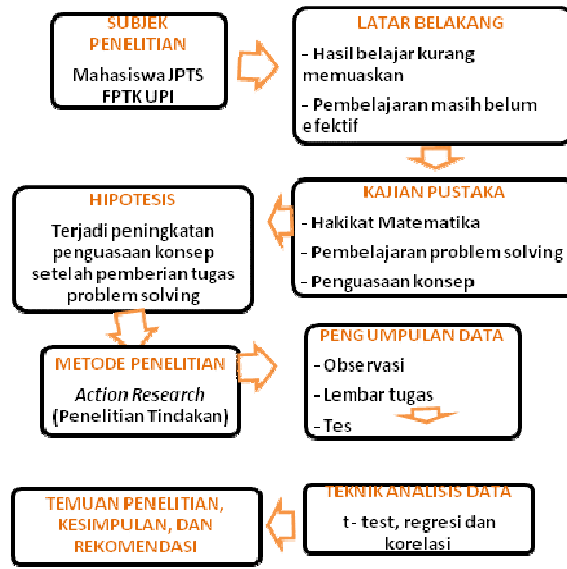 SUBJEK
PENELITIAN
Mahasiswa JPTS
FPTK UPI
LATAR BELAKANG
- Hasil belajar kurang
memuaskan
- Pembelajaran masih belum
efektif
KAJIAN PUSTAKA
- Hakikat Matematika
- Pembelajaran problem solving
- Penguasaan konsep
HIPOTESIS
Terjadi peningkatan
penguasaan konsep
setelah pemberian tugas
problem solving
METODE PENELITIAN
Action Research
(Penelitian Tindakan)
PENGUMPULAN DATA
- Observasi
- Lembar tugas
- Tes
TEKNIK ANALISIS DATA
t- test, regresi dan
korelasi
TEMUAN PENELITIAN,
KESIMPULAN, DAN
REKOMENDASI